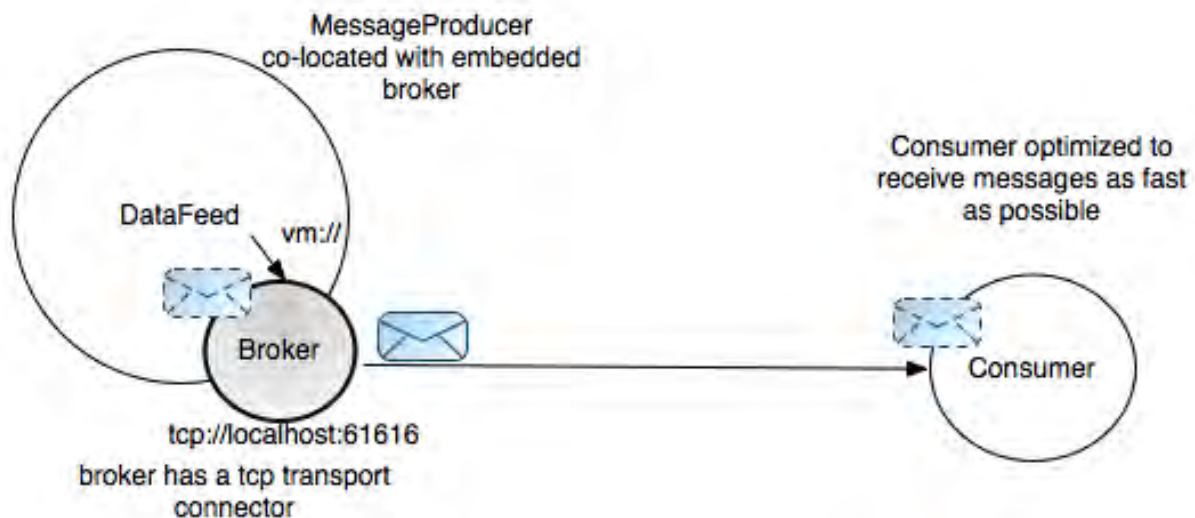 MessageProducer
co-located with embedded
broker
Consumer optimized to
receive messages as fast
as possible
DataFeed
vm://
Broker
Consumer
tcp://localhost:61616
broker has a tcp transport
connector